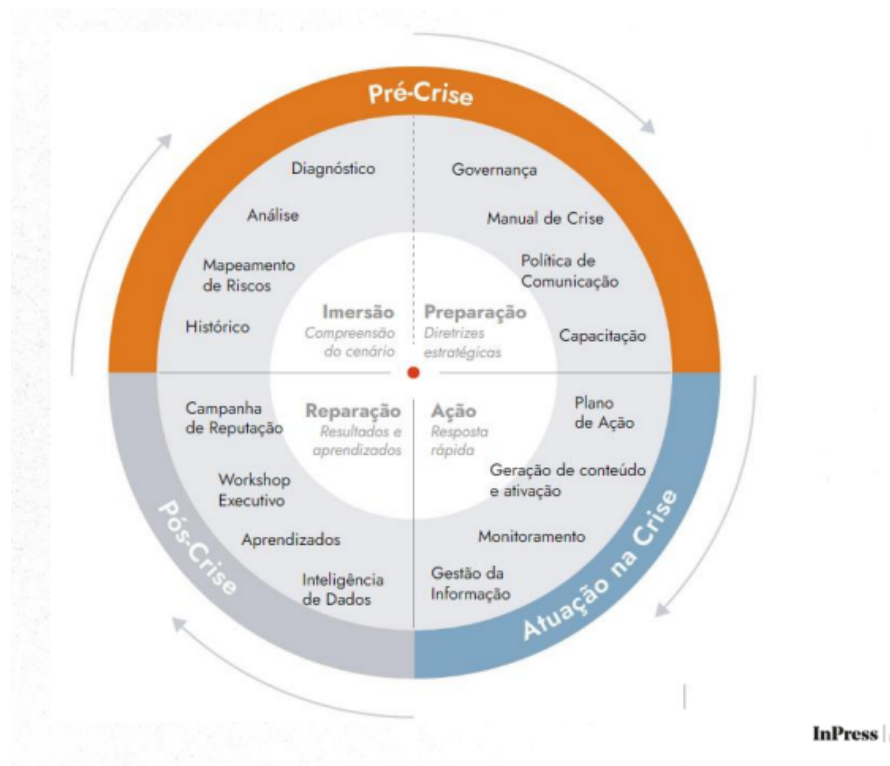 Pré-Crise
Diagnóstico
Análise
Mapeamento
de Riscos
Histórico
Imersão
Compreensão
do cenário
Governança
Manual de Crise
Política de
Comunicação
Capacitação
Preparação
Diretrizes
estratégicas
Campanha
de Reputação
Workshop
Executivo
Aprendizados
Inteligência
de Dados
Reparação
Resultados e
aprendizados
Pós-Crise
Ação
Resposta
rápida
Plano
de Ação
Geração de conteúdo
e ativação
Monitoramento
Gestão da
Informação
Atuação na Crise
InPress